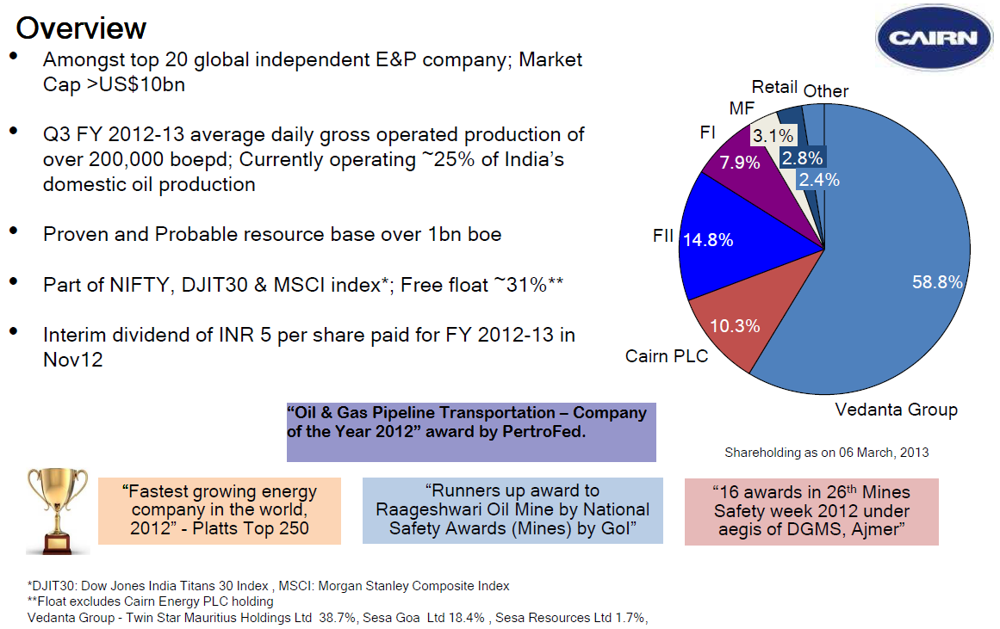 Overview
CAIRN
Amongst top 20 global independent E&P company; Market
Cap >US$10bn
Q3 FY 2012-13 average daily gross operated production of
over 200,000 boepd; Currently operating ~25% of India’s
domestic oil production
Proven and Probable resource base over 1bn boe
Part of NIFTY, DJIT30 & MSCI index*; Free float ~31%**
Interim dividend of INR 5 per share paid for FY 2012-13 in
Nov12
Retail Other
MF
FI
3.1%
7.9%
2.8%
2.4%
FII
14.8%
58.8%
10.3%
Cairn PLC
Vedanta Group
Shareholding as on 06 March, 2013
“Oil & Gas Pipeline Transportation – Company
of the Year 2012” award by PertroFed.
“Fastest growing energy
company in the world,
2012” - Platts Top 250
“Runners up award to
Raageshwari Oil Mine by National
Safety Awards (Mines) by GoI”
“16 awards in 26th Mines
Safety week 2012 under
aegis of DGMS, Ajmer”
*DJIT30: Dow Jones India Titans 30 Index , MSCI: Morgan Stanley Composite Index
**Float excludes Cairn Energy PLC holding
Vedanta Group - Twin Star Mauritius Holdings Ltd 38.7%, Sesa Goa Ltd 18.4% , Sesa Resources Ltd 1.7%,